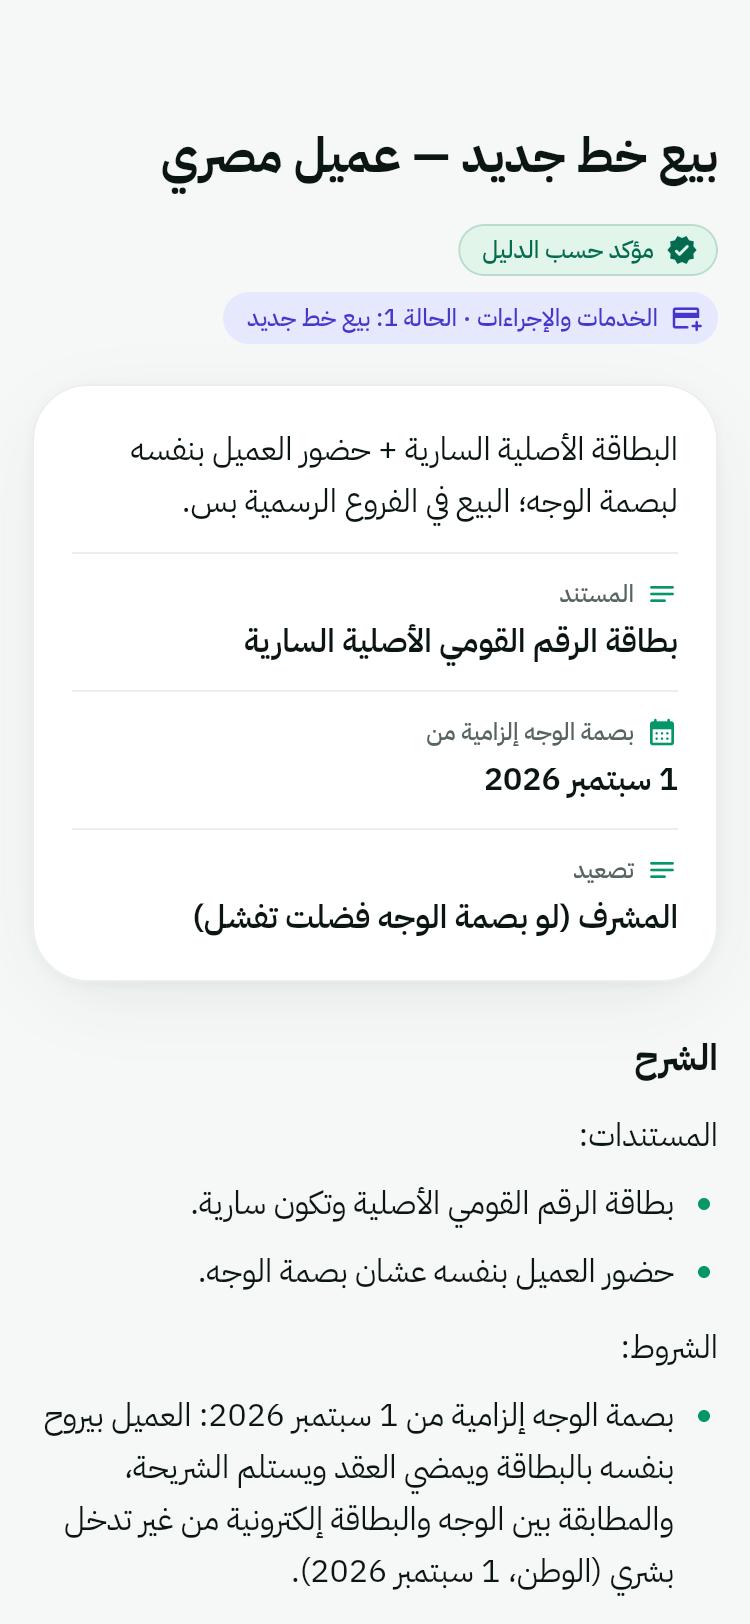 بيع خط جديد — عميل مصري
مؤكد حسب الدليل
الخدمات والإجراءات · الحالة 1: بيع خط جديد
البطاقة الأصلية السارية + حضور العميل بنفسه
لبصمة الوجه؛ البيع في الفروع الرسمية بس.
المستند
بطاقة الرقم القومي الأصلية السارية
بصمة الوجه إلزامية من
1 سبتمبر 2026
تصعيد
المشرف (لو بصمة الوجه فضلت تفشل)
الشرح
المستندات:
بطاقة الرقم القومي الأصلية وتكون سارية.
حضور العميل بنفسه عشان بصمة الوجه.
الشروط:
بصمة الوجه إلزامية من 1 سبتمبر 2026: العميل بيروح
بنفسه بالبطاقة ويمضي العقد ويستلم الشريحة،
والمطابقة بين الوجه والبطاقة إلكترونية من غير تدخل
بشري (الوطن، 1 سبتمبر 2026).